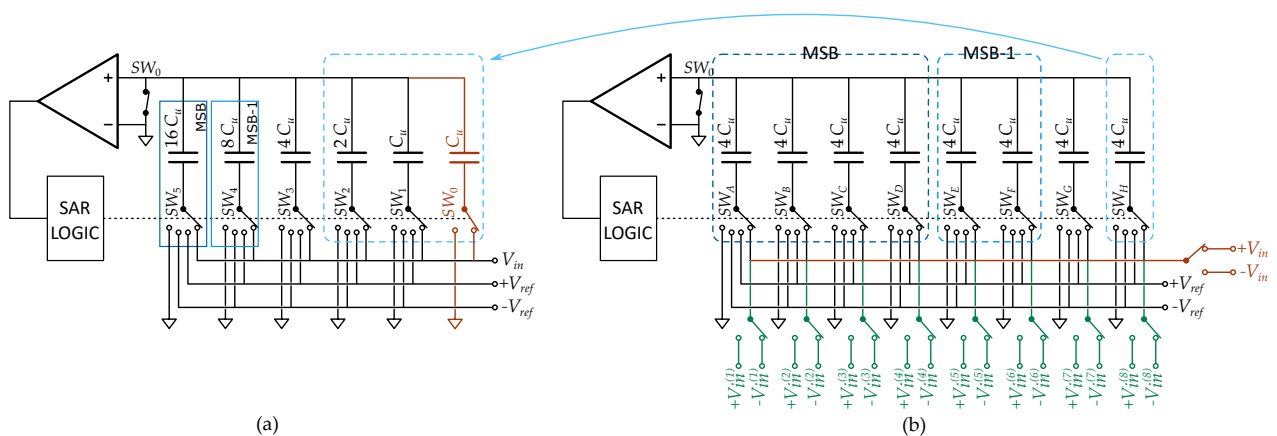 MSB MSB-1
SW0 SW0
+ +
16 Cu 8 Cu 4 Cu 2 Cu Cu Cu
MSB MSB-1
4 Cu 4 Cu 4 Cu 4 Cu 4 Cu 4 Cu 4 Cu 4 Cu
− −
SW5 SW4 SW3 SW2 SW1 SW0
SWA SWB SWC SWD SWE SWF SWG SWH
SAR
LOGIC
SAR
LOGIC
Vin
+Vref
-Vref
+Vin
-Vin
+Vref
-Vref
+Vin(1) -Vin(1) +Vin(2) -Vin(2) +Vin(3) -Vin(3) +Vin(4) -Vin(4) +Vin(5) -Vin(5) +Vin(6) -Vin(6) +Vin(7) -Vin(7) +Vin(8) -Vin(8)
(a) (b)